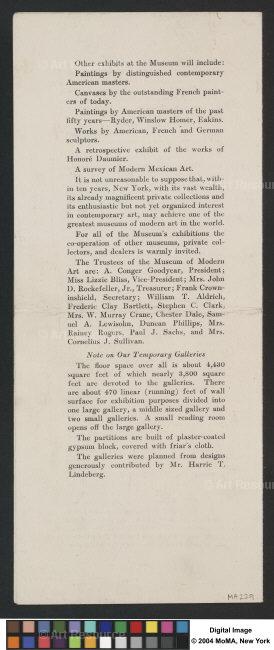 Other exhibits at the Museum will include:
Paintings by distinguished contemporary
American masters.
Canvases by the outstanding French paint-
ers of today.
Paintings by American masters of the past
fifty years—Ryder, Winslow Homer, Eakins.
Works by American, French and German
sculptors.
A retrospective exhibit of the works of
Honoré Daumier.
A survey of Modern Mexican Art.
It is not unreasonable to suppose that, with-
in ten years, New York, with its vast wealth,
its already magnificent private collections and
its enthusiastic but not yet organized interest
in contemporary art, may achieve one of the
greatest museums of modern art in the world.
For all of the Museum's exhibitions the
co-operation of other museums, private col-
lectors, and dealers is warmly invited.
The Trustees of the Museum of Modern
Art are: A. Conger Goodyear, President;
Miss Lizzie Bliss, Vice-President; Mrs. John
D. Rockefeller, Jr., Treasurer; Frank Crown-
inshield, Secretary; William T. Aldrich,
Frederic Clay Bartlett, Stephen C. Clark,
Mrs. W. Murray Crane, Chester Dale, Sam-
uel A. Lewisohn, Duncan Phillips, Mrs.
Rainey Rogers, Paul J. Sachs, and Mrs.
Cornelius J. Sullivan.
Note on Our Temporary Galleries
The floor space over all is about 4,430
square feet of which nearly 3,800 square
feet are devoted to the galleries. There
are about 470 linear (running) feet of wall
surface for exhibition purposes divided into
one large gallery, a middle sized gallery and
two small galleries. A small reading room
opens off the large gallery.
The partitions are built of plaster-coated
gypsum block, covered with friar's cloth.
The galleries were planned from designs
generously contributed by Mr. Harrie T.
Lindeberg.
MA229
Digital Image
© 2004 MoMA, New York
© Art Resource